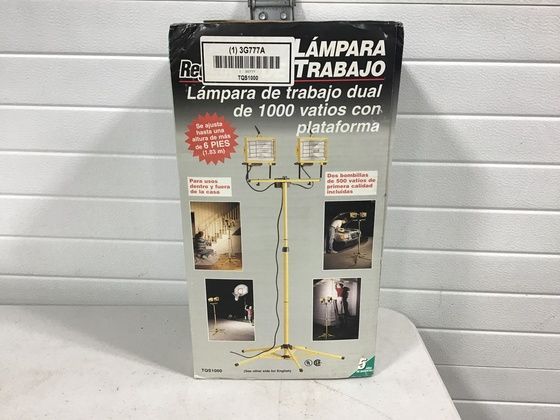 (1) 3G777A
TQS1000
Reg
LÁMPARA
TRABAJO
Lámpara de trabajo dual
de 1000 vatios con
plataforma
Se ajusta
hasta una
altura de más
de 6 PIES
(1.83 m)
Para usos
dentro y fuera
de la casa
Dos bombillas
de 500 vatios de
primera calidad
incluidas
TQS1000
(See other side for English)
5